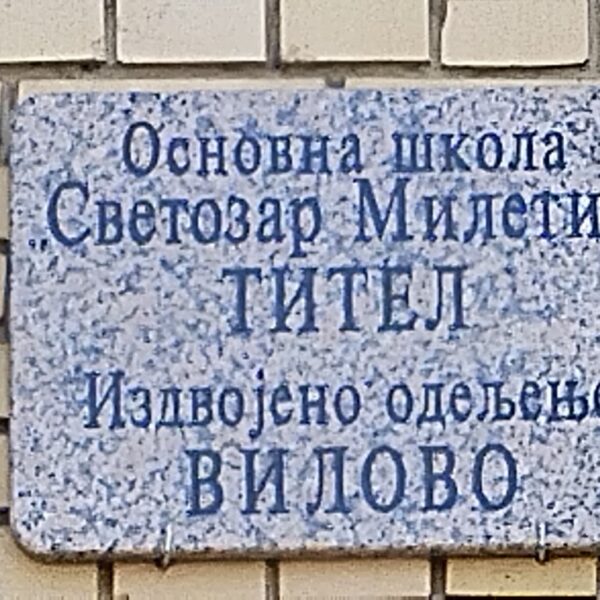 Основна школа
„Светозар Милети
ТИТЕЛ
Издвојено одељење
ВИЛОВО